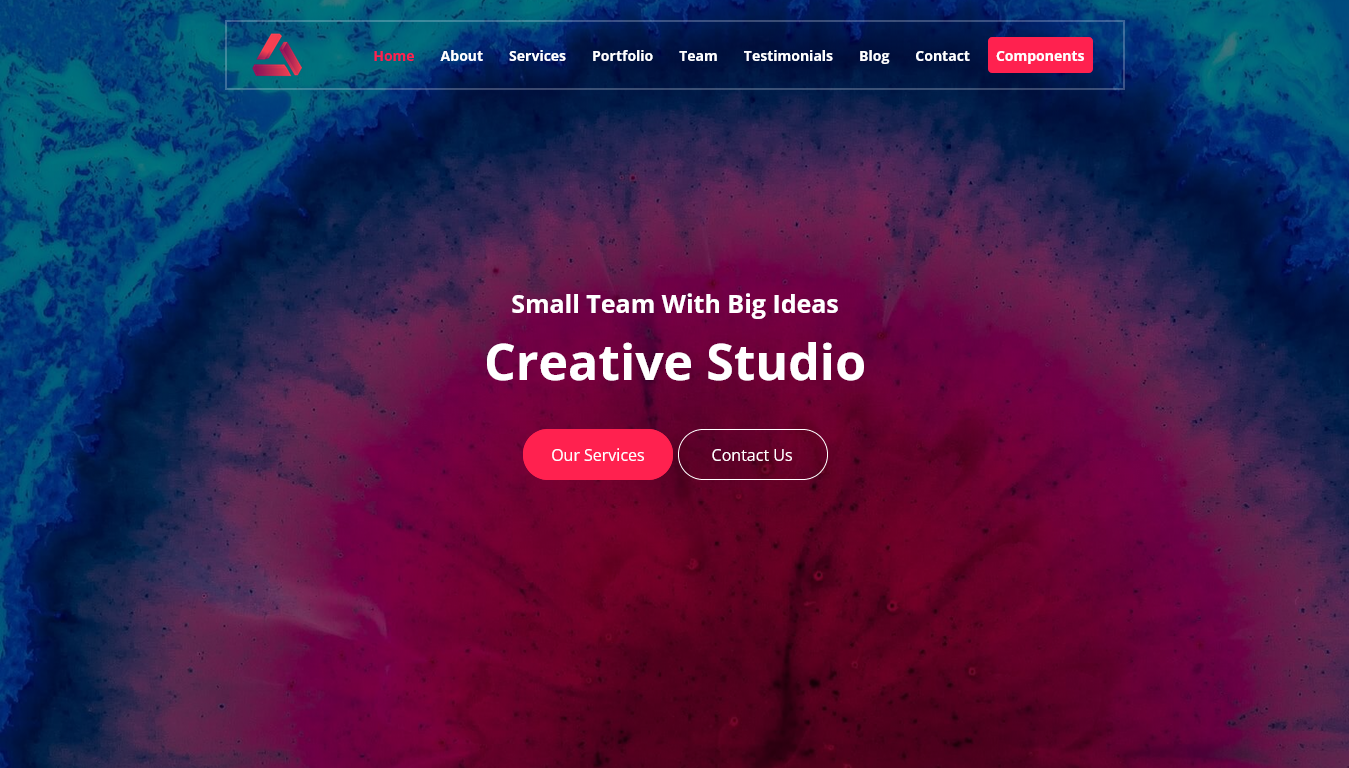 Home About Services Portfolio Team Testimonials Blog Contact Components
Small Team With Big Ideas
Creative Studio
Our Services Contact Us